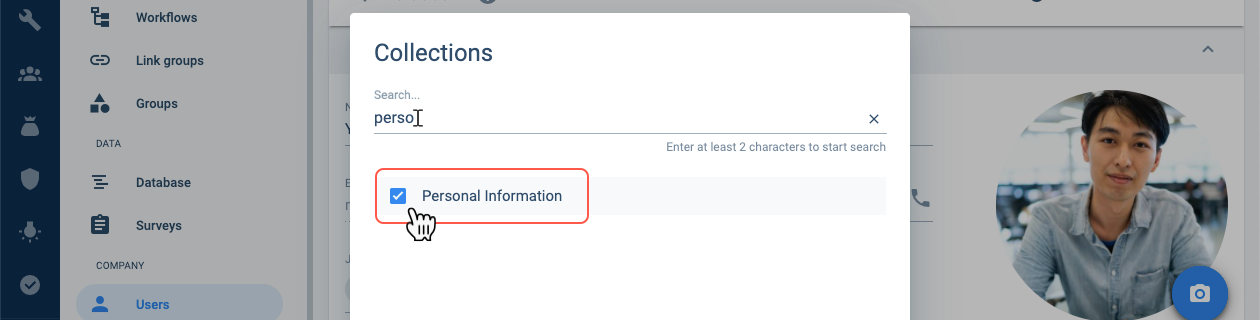 Workflows
Link groups
Groups
DATA
Database
Surveys
COMPANY
Users
Collections
Search...
perso
Enter at least 2 characters to start search
Personal Information